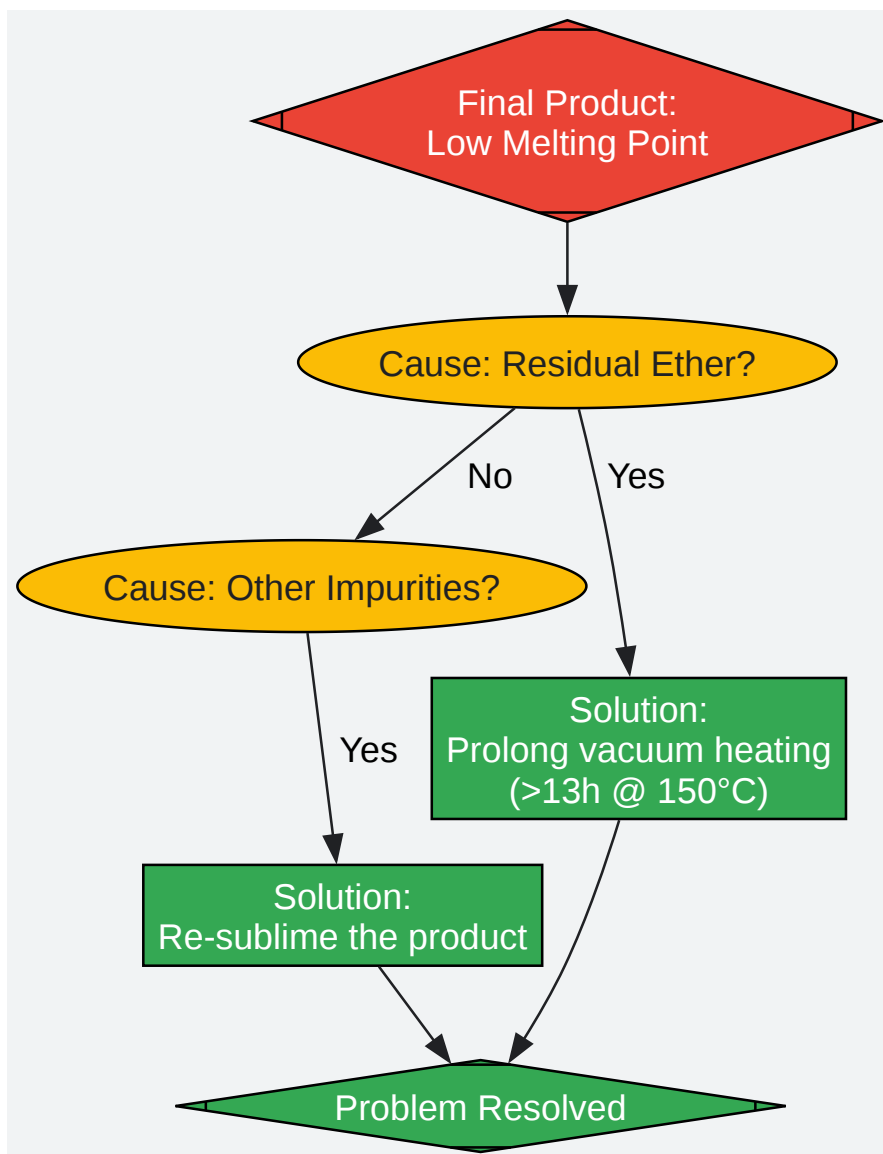 Final Product:
Low Melting Point
Cause: Residual Ether?
No
Yes
Cause: Other Impurities?
Solution:
Prolong vacuum heating
(>13h @ 150°C)
Yes
Solution:
Re-sublime the product
Problem Resolved